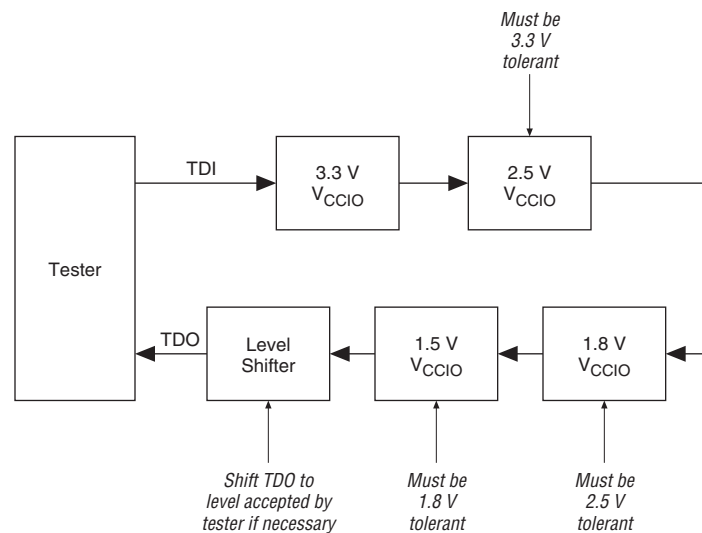 Must be
3.3 V
tolerant
TDI
3.3 V
VCCIO
2.5 V
VCCIO
Tester
TDO
Level
Shifter
1.5 V
VCCIO
1.8 V
VCCIO
Shift TDO to
level accepted by
tester if necessary
Must be
1.8 V
tolerant
Must be
2.5 V
tolerant